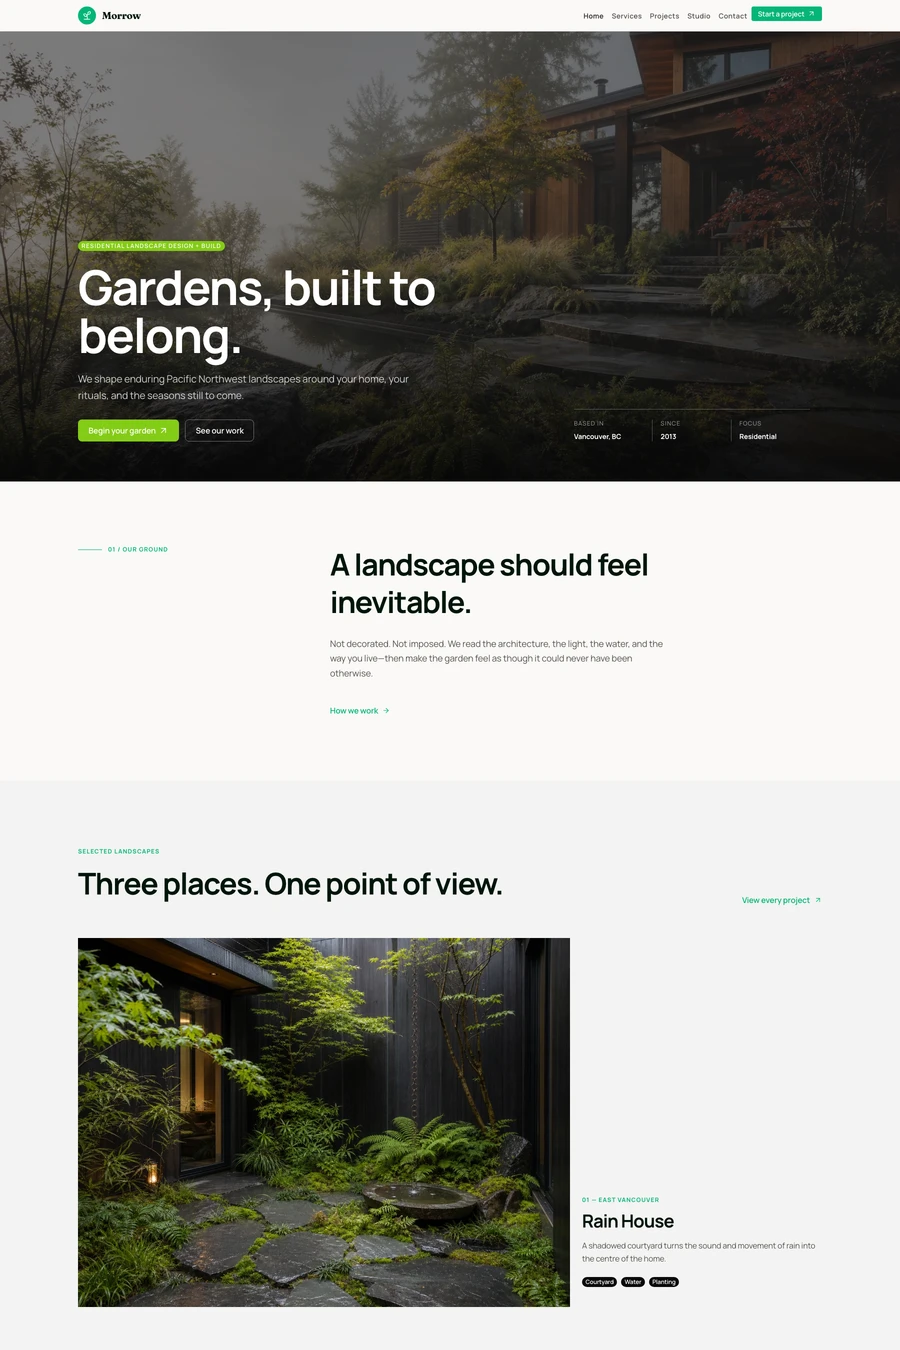 Morrow
Home Services Projects Studio Contact Start a project
RESIDENTIAL LANDSCAPE DESIGN + BUILD
Gardens, built to
belong.
We shape enduring Pacific Northwest landscapes around your home, your
rituals, and the seasons still to come.
Begin your garden See our work
BASED IN SINCE FOCUS
Vancouver, BC 2013 Residential
01 / OUR GROUND
A landscape should feel
inevitable.
Not decorated. Not imposed. We read the architecture, the light, the water, and the
way you live—then make the garden feel as though it could never have been
otherwise.
How we work
SELECTED LANDSCAPES
Three places. One point of view.
View every project
01 — EAST VANCOUVER
Rain House
A shadowed courtyard turns the sound and movement of rain into
the centre of the home.
Courtyard Water Planting